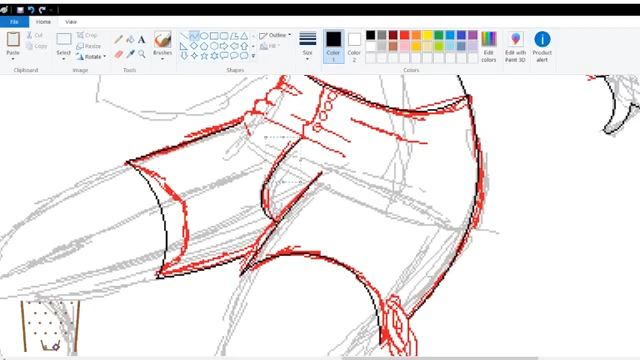 File Home View
Paste
Cut
Copy
Clipboard
Select
Crop
Resize
Rotate
Image
Tools
Brushes
Shapes
Outline
Fill
Size
Color
1
Color
2
Colors
Edit
colors
Edit with
Paint 3D
Product
alert